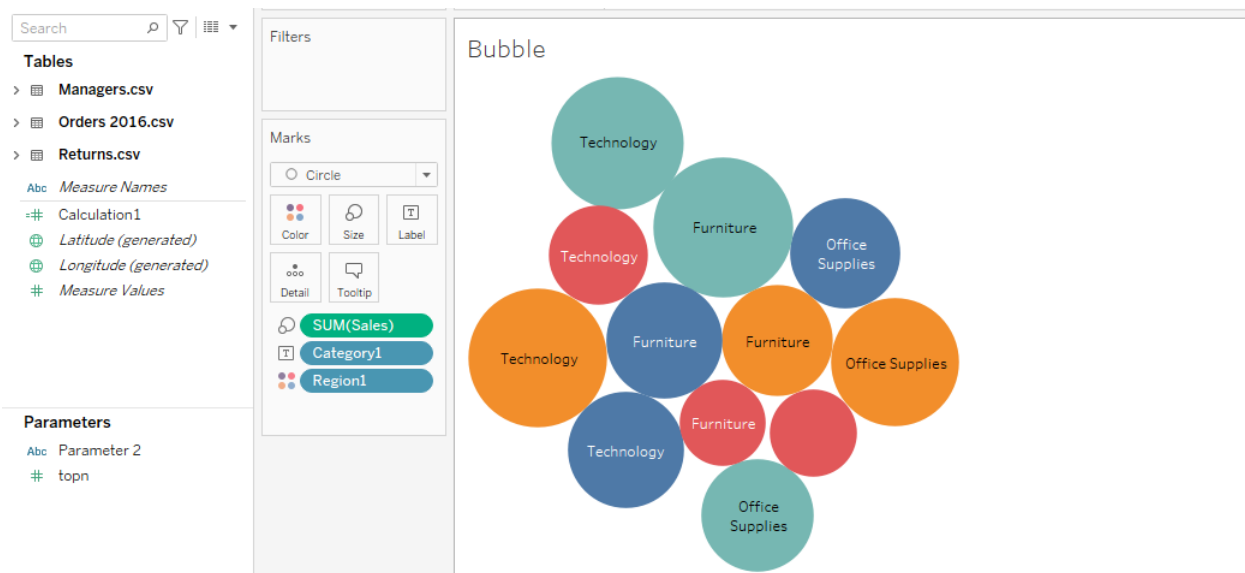 Search
Tables
Managers.csv
Orders 2016.csv
Returns.csv
Abc Measure Names
=# Calculation1
Latitude (generated)
Longitude (generated)
# Measure Values
Parameters
Abc Parameter 2
# topn
Filters
Marks
Circle
Color
Size
T
Label
Detail
Tooltip
SUM(Sales)
T Category1
Region1
Bubble
Technology
Furniture
Technology
Office
Supplies
Furniture
Furniture
Technology
Office Supplies
Furniture
Technology
Office
Supplies